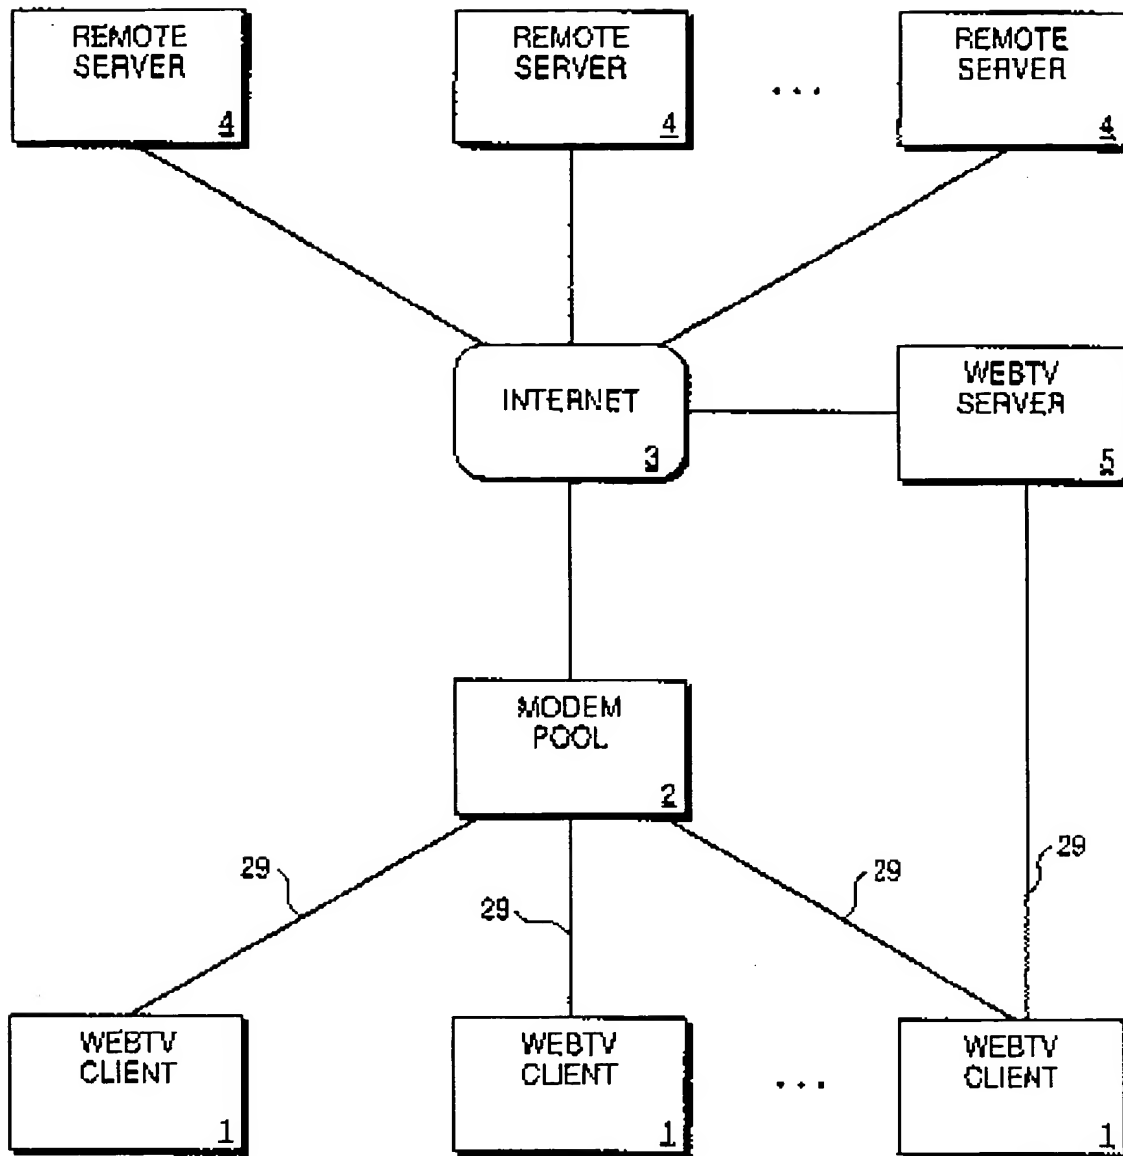 REMOTE
SERVER
4
REMOTE
SERVER
4
...
REMOTE
SERVER
4
INTERNET
3
WEBTV
SERVER
5
MODEM
POOL
2
29
29
29
29
WEBTV
CLIENT
1
WEBTV
CLIENT
1
...
WEBTV
CLIENT
1